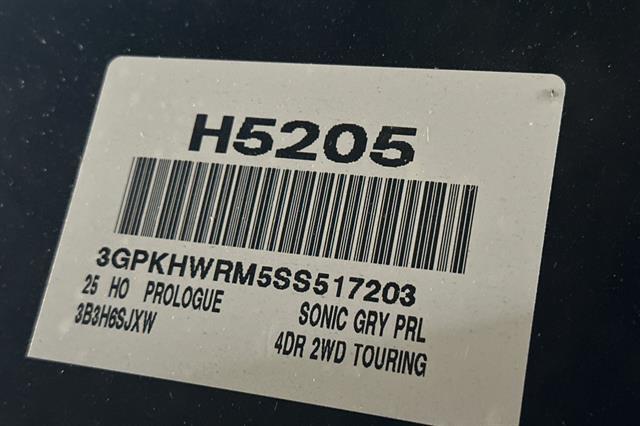 H5205
3GPKHWRM5SS517203
25 HO PROLOGUE SONIC GRY PRL
3B3H6SJXW 4DR 2WD TOURING